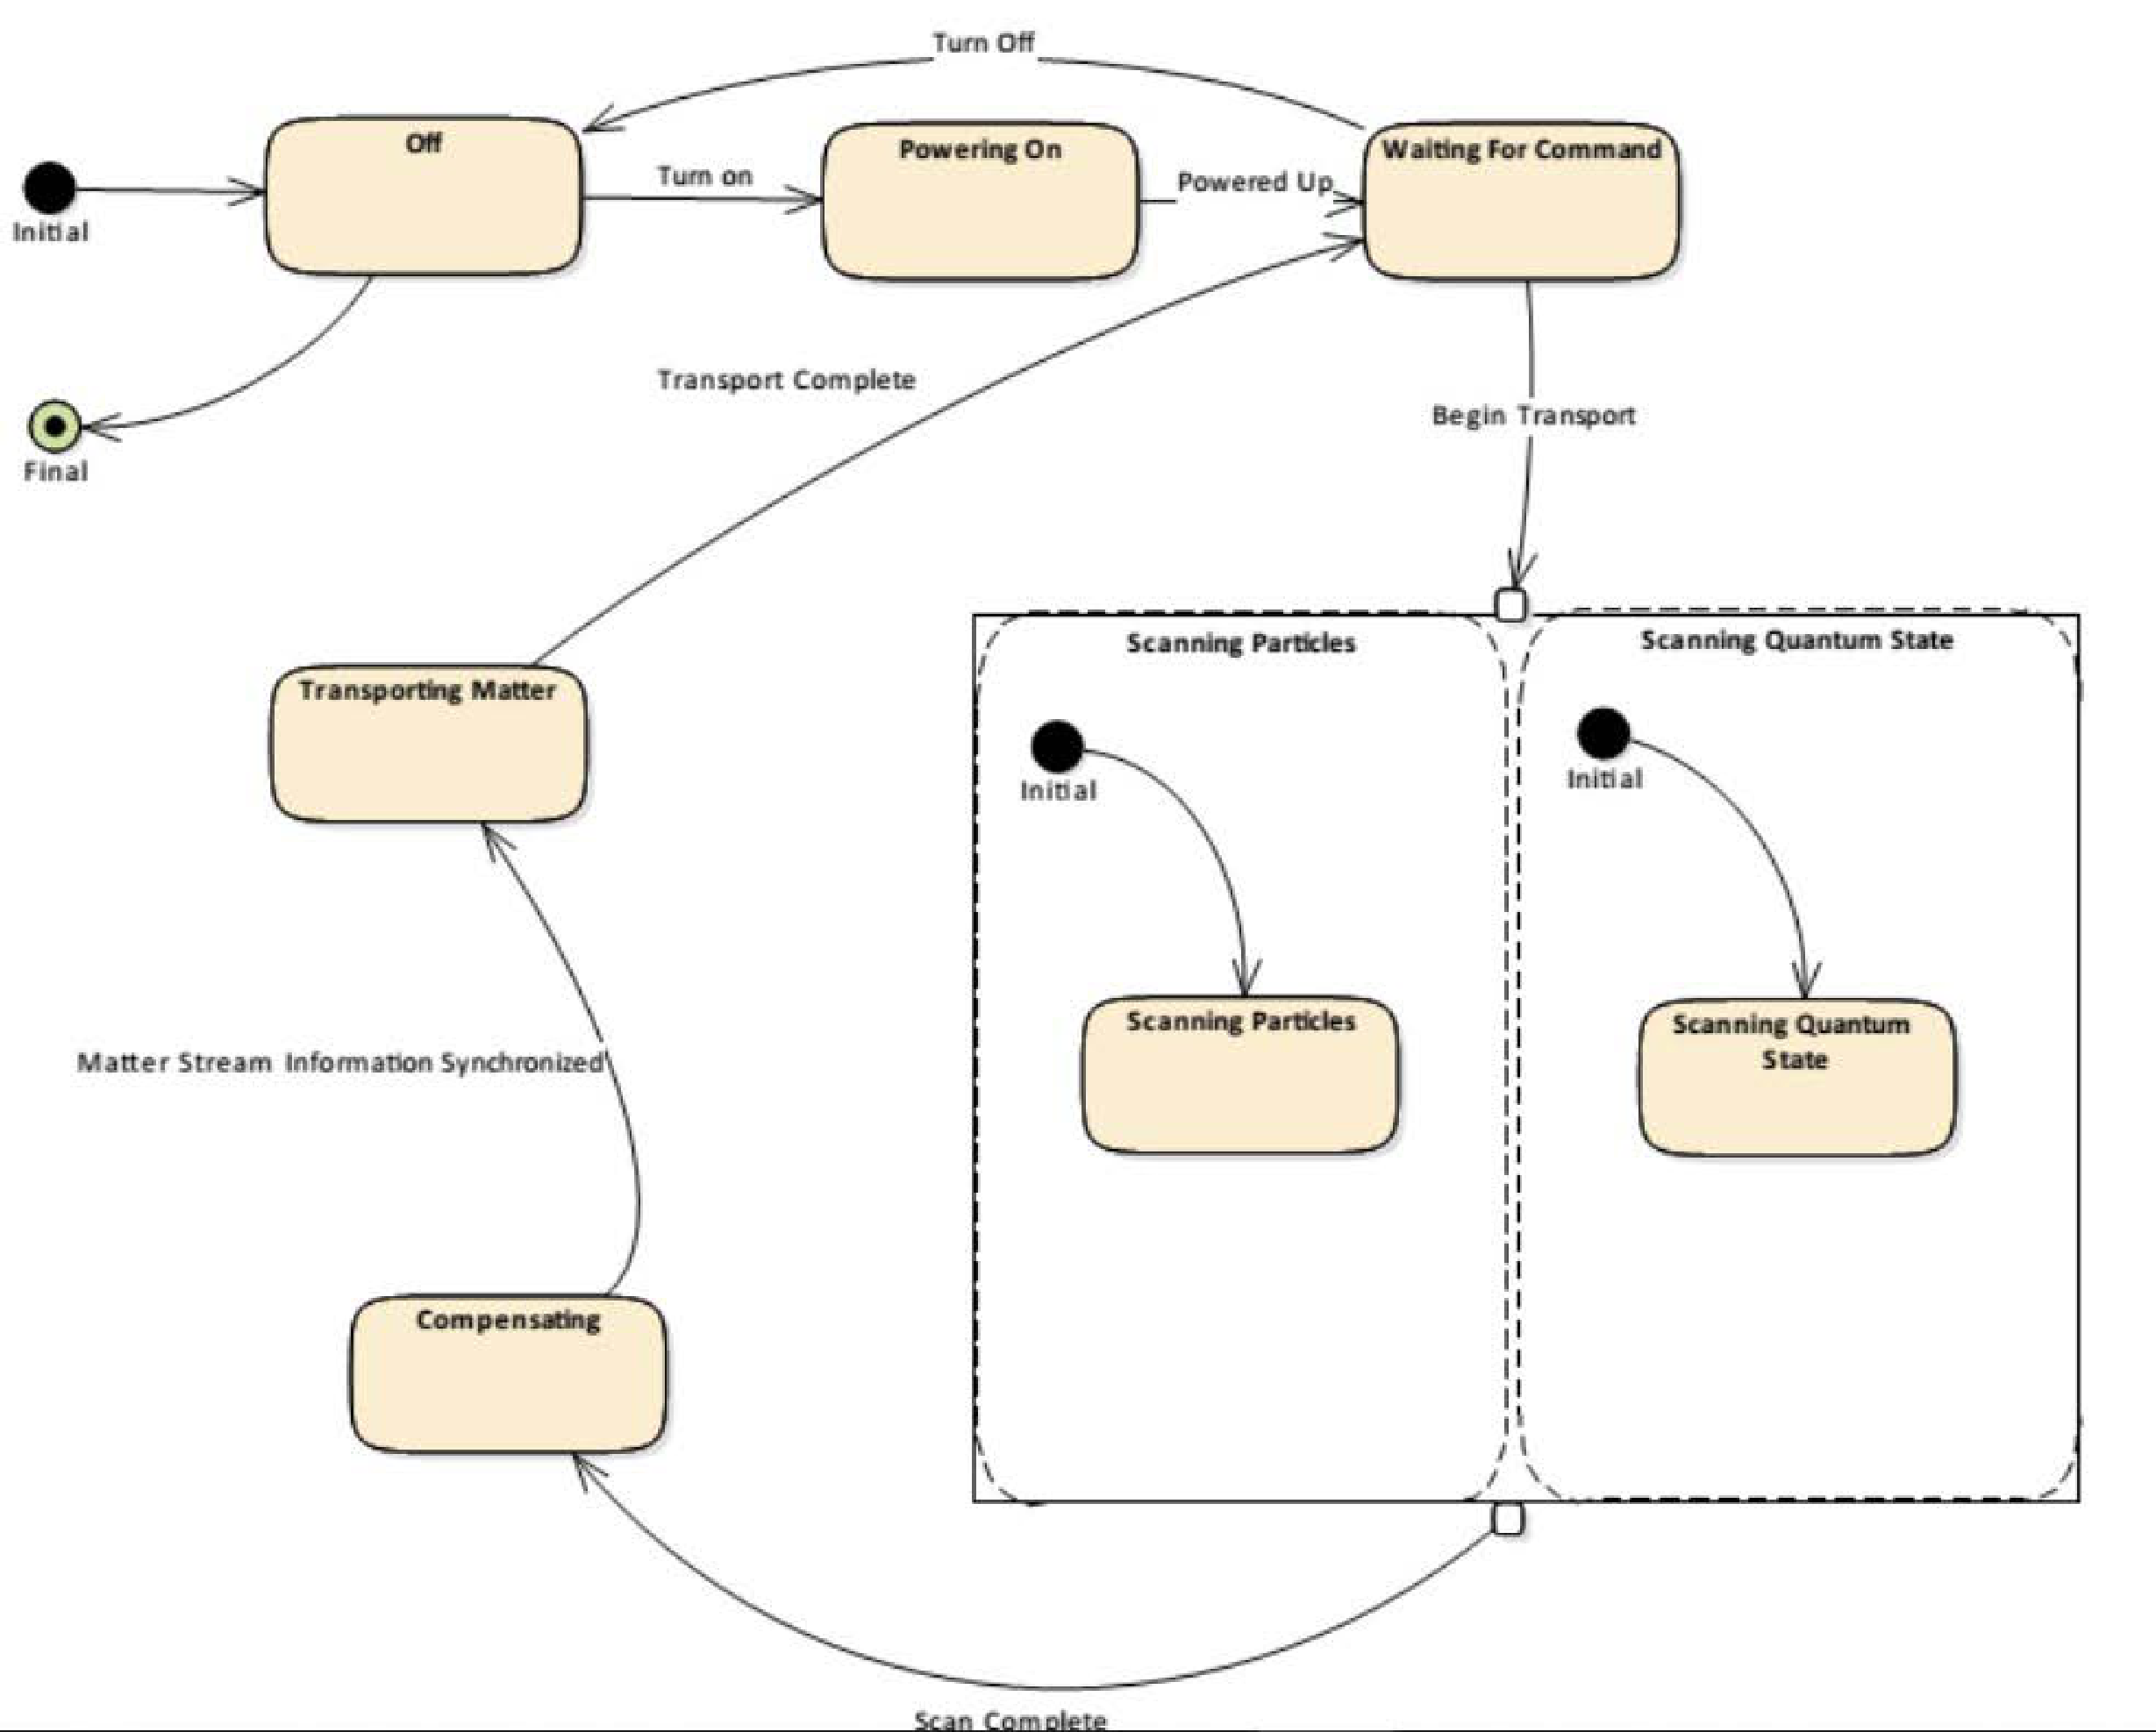 Turn Off
Off
Powering On
Waiting For Command
Turn on
Powered Up
Initial
Transport Complete
Begin Transport
Final
Scanning Particles
Scanning Quantum State
Transporting Matter
Initial
Initial
Scanning Particles
Scanning Quantum
State
Matter Stream Information Synchronized
Compensating
Scan Complete